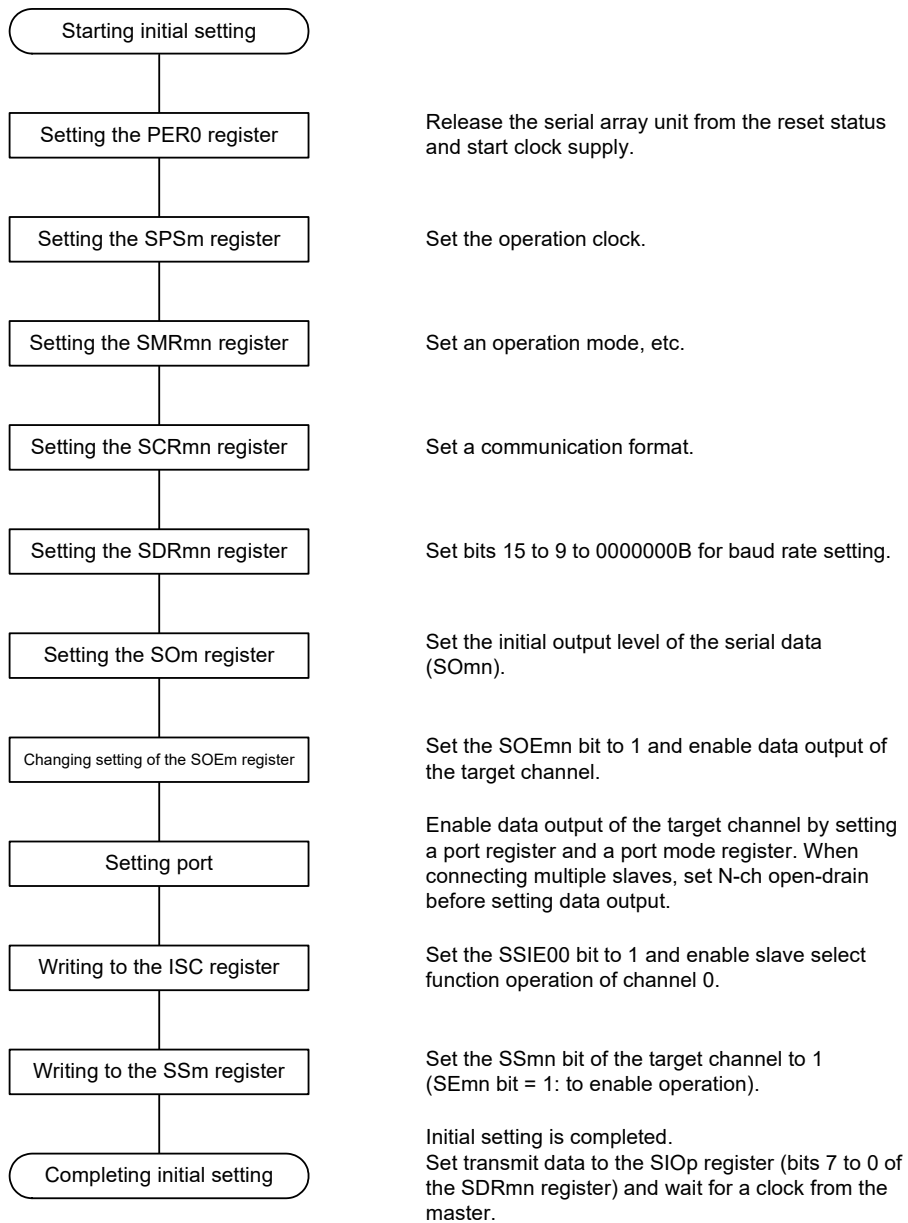 Starting initial setting
Setting the PER0 register
Release the serial array unit from the reset status
and start clock supply.
Setting the SPSm register
Set the operation clock.
Setting the SMRmn register
Set an operation mode, etc.
Setting the SCRmn register
Set a communication format.
Setting the SDRmn register
Set bits 15 to 9 to 0000000B for baud rate setting.
Setting the SOm register
Set the initial output level of the serial data
(SOmn).
Changing setting of the SOEm register
Set the SOEmn bit to 1 and enable data output of
the target channel.
Setting port
Enable data output of the target channel by setting
a port register and a port mode register. When
connecting multiple slaves, set N-ch open-drain
before setting data output.
Writing to the ISC register
Set the SSIE00 bit to 1 and enable slave select
function operation of channel 0.
Writing to the SSm register
Set the SSmn bit of the target channel to 1
(SEmn bit = 1: to enable operation).
Completing initial setting
Initial setting is completed.
Set transmit data to the SIOp register (bits 7 to 0 of
the SDRmn register) and wait for a clock from the
master.